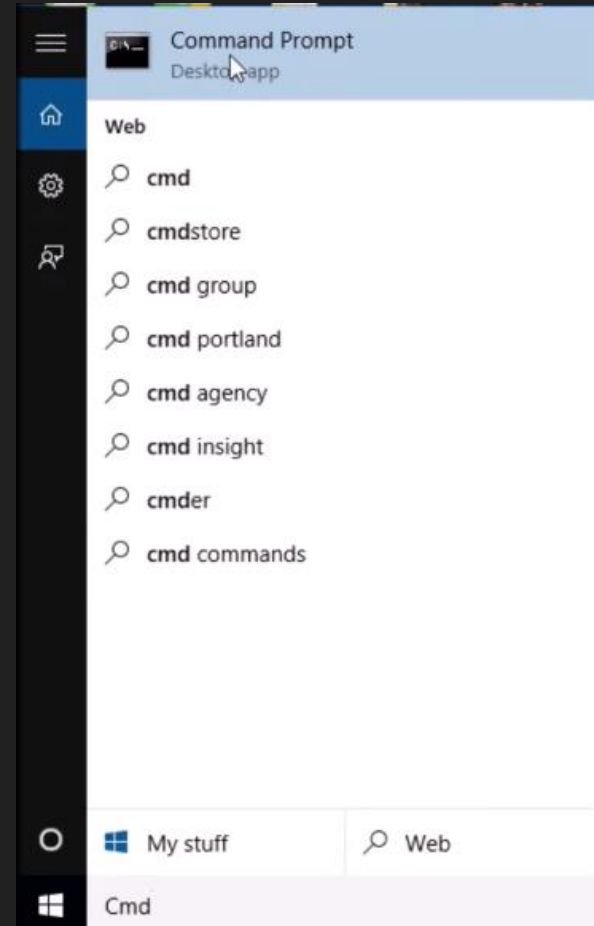 Command Prompt
Desktop app
Web
cmd
cmdstore
cmd group
cmd portland
cmd agency
cmd insight
cmder
cmd commands
My stuff
Web
Cmd